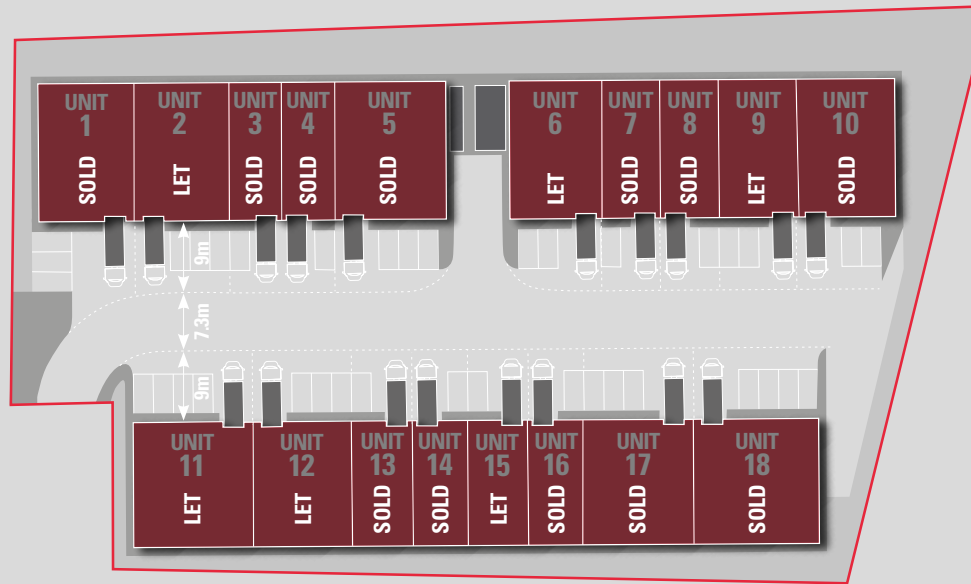 UNIT
1
SOLD
UNIT
2
LET
UNIT
3
SOLD
UNIT
4
SOLD
UNIT
5
SOLD
UNIT
6
LET
UNIT
7
SOLD
UNIT
8
SOLD
UNIT
9
LET
UNIT
10
SOLD
9m
7.3m
9m
UNIT
11
LET
UNIT
12
LET
UNIT
13
SOLD
UNIT
14
SOLD
UNIT
15
LET
UNIT
16
SOLD
UNIT
17
SOLD
UNIT
18
SOLD